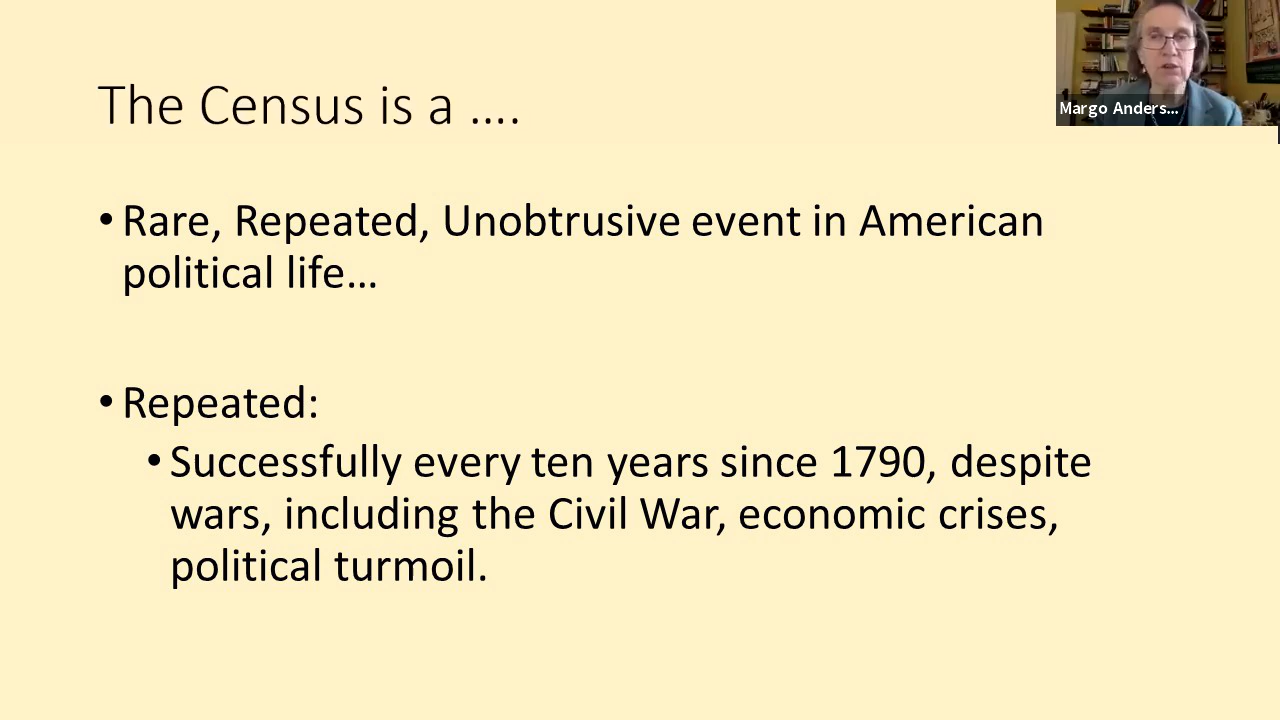 The Census is a ….
Margo Anders...
• Rare, Repeated, Unobtrusive event in American
political life…
• Repeated:
• Successfully every ten years since 1790, despite
wars, including the Civil War, economic crises,
political turmoil.